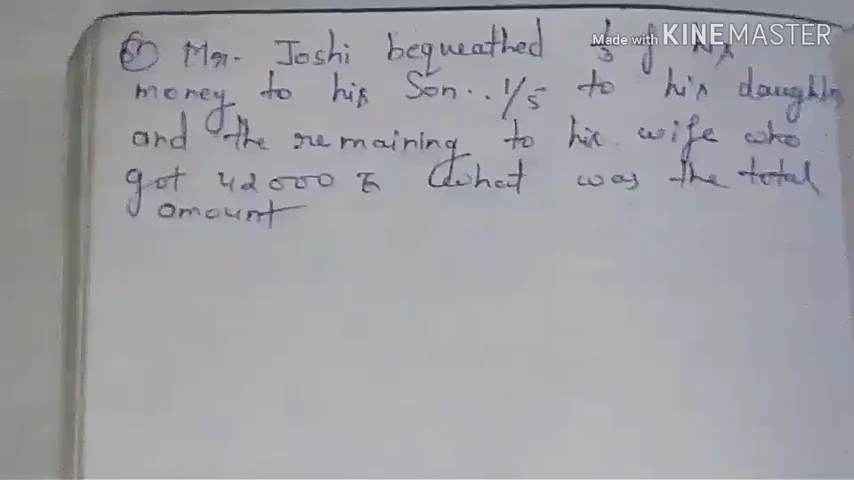 Made with KINEMASTER
Mr. Joshi bequeathed of
money to his Son.. 1/5 to his
and the remaining to his wife who
got 42000 ₹ What was the total
amount